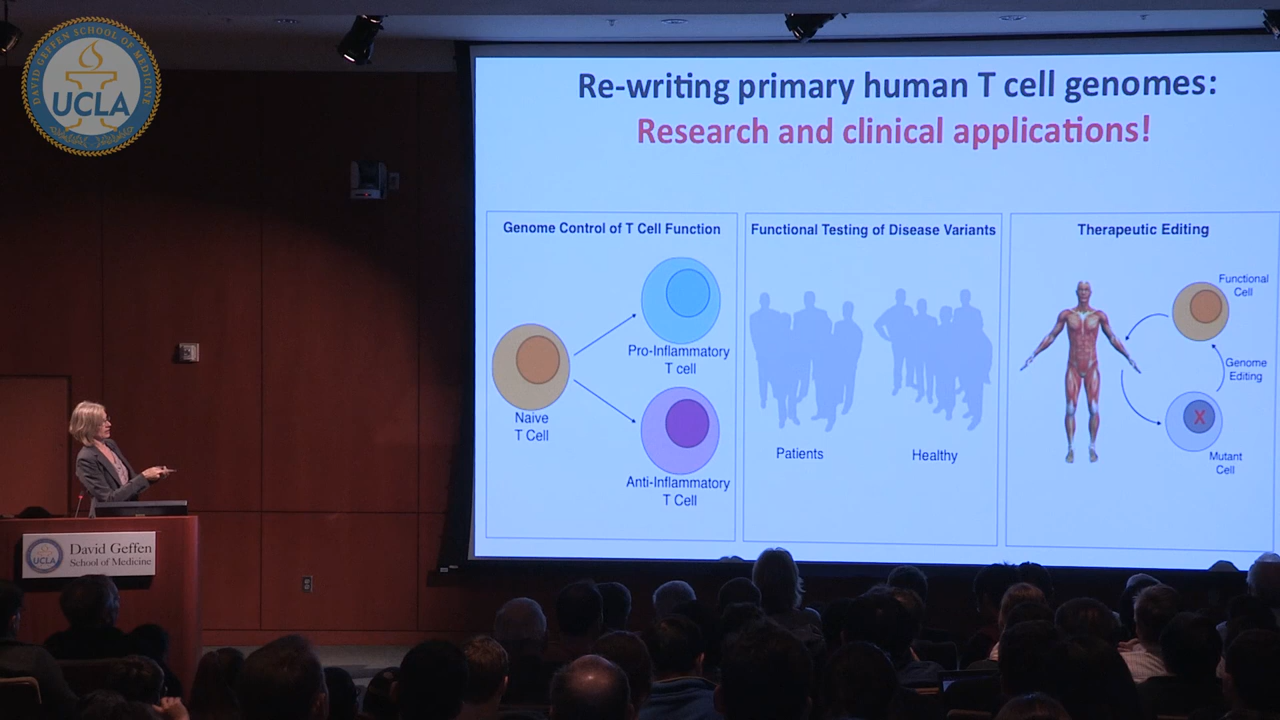 DAVID GEFFEN SCHOOL OF MEDICINE
UCLA
Re-writing primary human T cell genomes:
Research and clinical applications!
Genome Control of T Cell Function
Naive
T Cell
Pro-Inflammatory
T cell
Anti-Inflammatory
T Cell
Functional Testing of Disease Variants
Patients
Healthy
Therapeutic Editing
Functional
Cell
Genome
Editing
X
Mutant
Cell
UCLA
David Geffen
School of Medicine